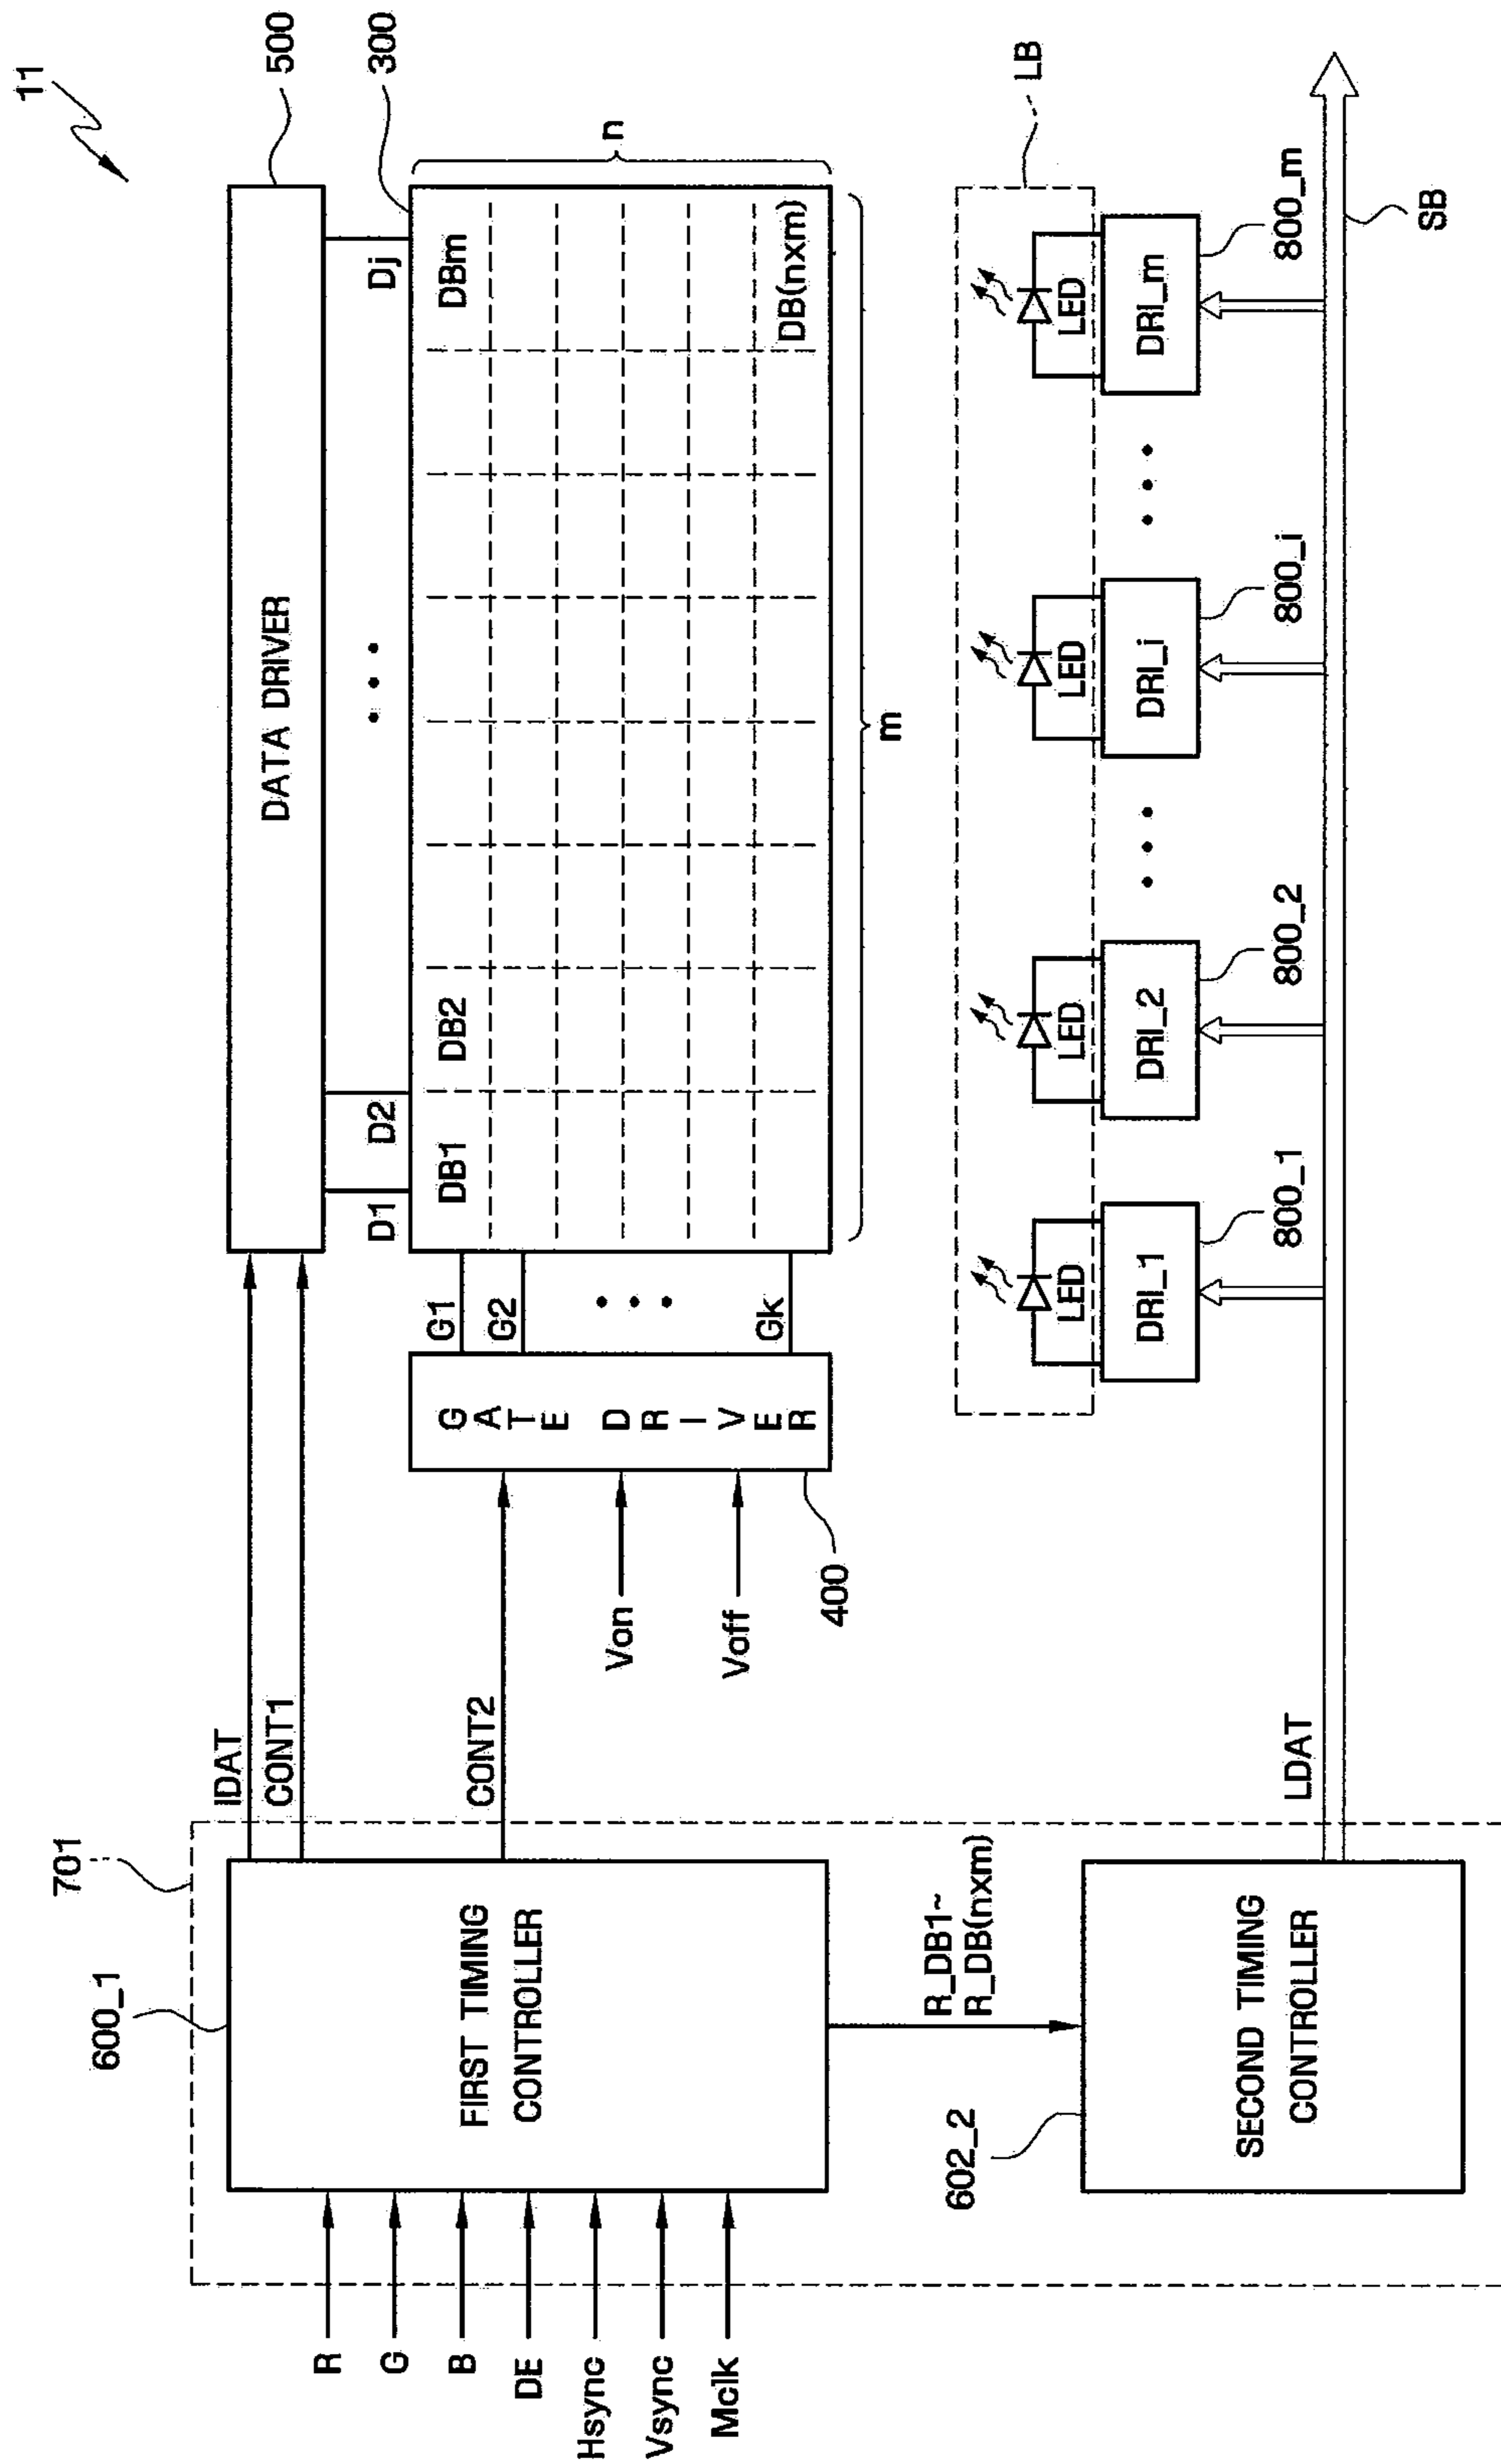 11
701
600_1
R
G
B
DE
Hsync
Vsync
Mclk
FIRST TIMING
CONTROLLER
IDAT
CONT1
CONT2
DATA DRIVER
500
D1
D2
• • •
Dj
300
Von
Voff
GATE DRIVER
400
G1
G2
• • •
Gk
DB1
DB2
DBm
DB(nxm)
n
m
R_DB1~
R_DB(nxm)
602_2
SECOND TIMING
CONTROLLER
LDAT
LB
LED
LED
LED
LED
DRI_1
DRI_2
• • •
DRI_i
• • •
DRI_m
800_1
800_2
800_i
800_m
SB